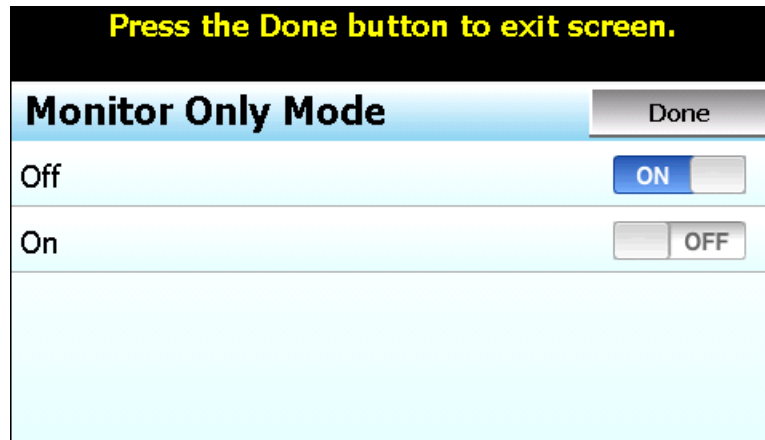 Press the Done button to exit screen.
Monitor Only Mode Done
Off ON
On OFF